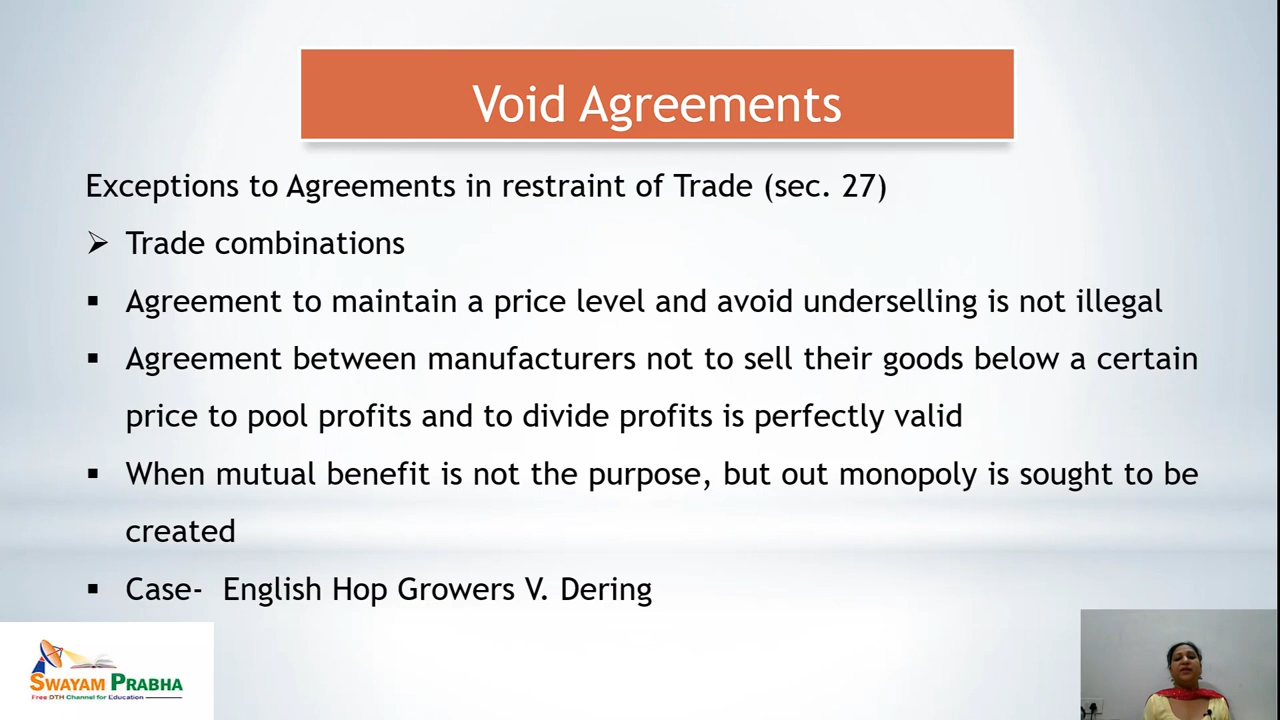 Void Agreements
Exceptions to Agreements in restraint of Trade (sec. 27)
➢ Trade combinations
▪ Agreement to maintain a price level and avoid underselling is not illegal
▪ Agreement between manufacturers not to sell their goods below a certain
price to pool profits and to divide profits is perfectly valid
▪ When mutual benefit is not the purpose, but out monopoly is sought to be
created
▪ Case- English Hop Growers V. Dering
SWAYAM PRABHA
Free DTH Channel for Education